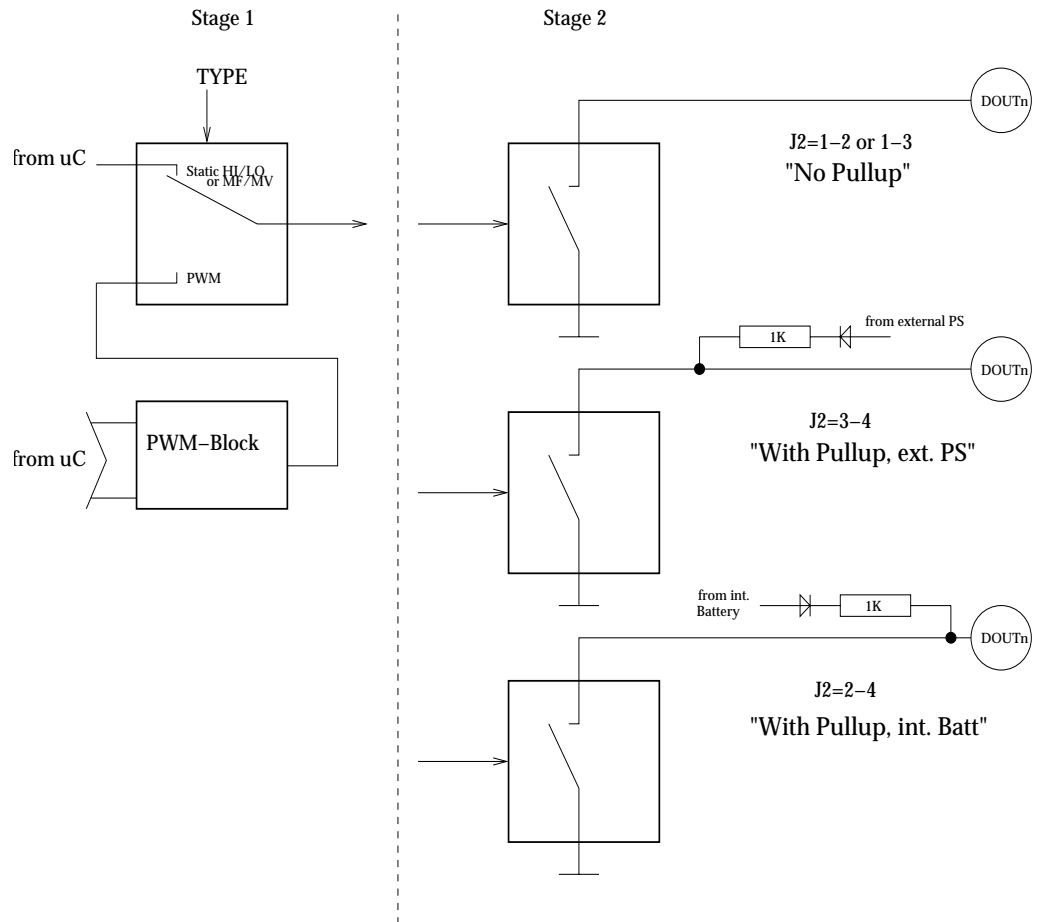 Stage 1
Stage 2
TYPE
from uC
Static HI/LO
or MF/MV
PWM
from uC
PWM−Block
DOUTn
J2=1−2 or 1−3
"No Pullup"
1K
from external PS
DOUTn
J2=3−4
"With Pullup, ext. PS"
from int.
Battery
1K
DOUTn
J2=2−4
"With Pullup, int. Batt"